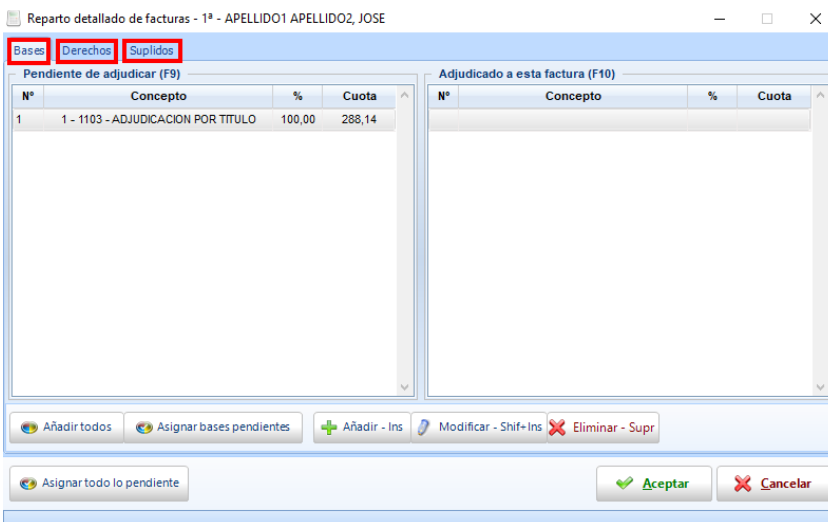 Reparto detallado de facturas - 1ª - APELLIDO1 APELLIDO2, JOSE
Bases Derechos Suplidos
Pendiente de adjudicar (F9) Adjudicado a esta factura (F10)
Nº Concepto % Cuota Nº Concepto % Cuota
1 1 - 1103 - ADJUDICACION POR TITULO 100,00 288,14
Añadir todos Asignar bases pendientes Añadir - Ins Modificar - Shif+Ins Eliminar - Supr
Asignar todo lo pendiente Aceptar Cancelar